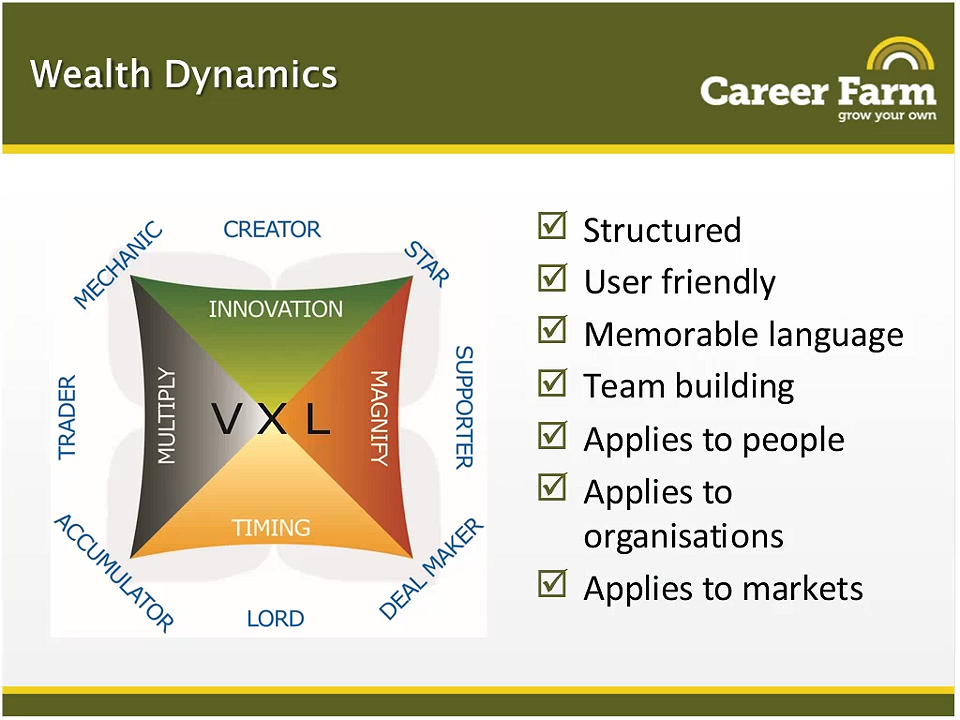 Wealth Dynamics
Career Farm
grow your own
MECHANIC
CREATOR
STAR
INNOVATION
TRADER
MULTIPLY
V X L
MAGNIFY
SUPPORTER
TIMING
ACCUMULATOR
LORD
DEAL MAKER
Structured
User friendly
Memorable language
Team building
Applies to people
Applies to
organisations
Applies to markets